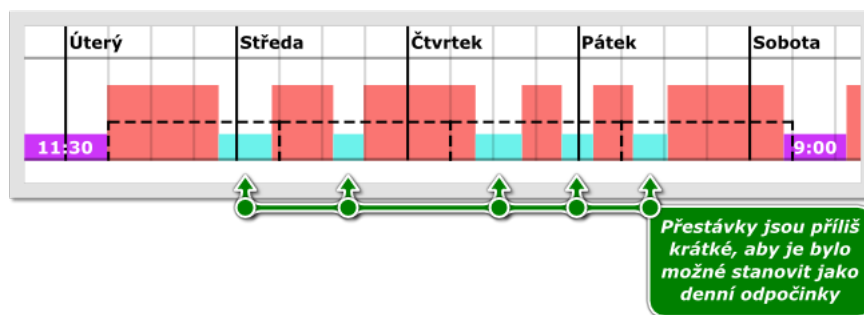 Úterý
Středa
Čtvrtek
Pátek
Sobota
11:30
9:00
Přestávky jsou příliš
krátké, aby je bylo
možné stanovit jako
denní odpočinky